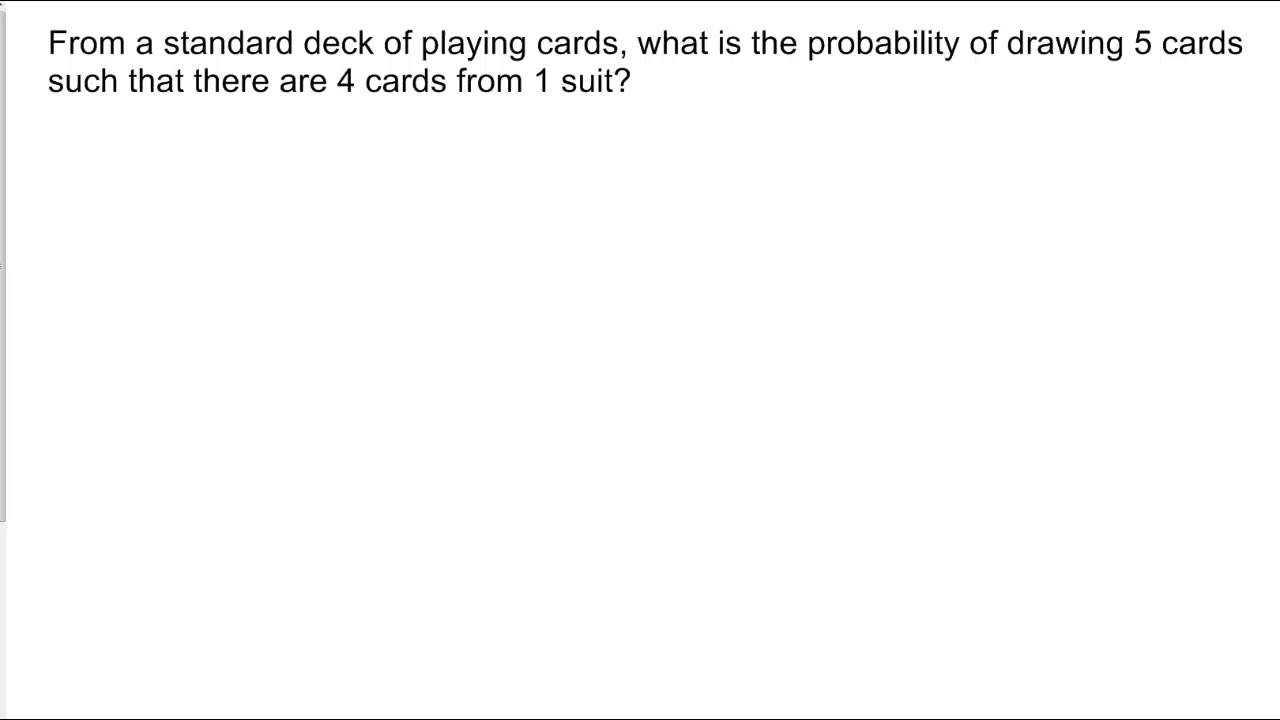 From a standard deck of playing cards, what is the probability of drawing 5 cards
such that there are 4 cards from 1 suit?